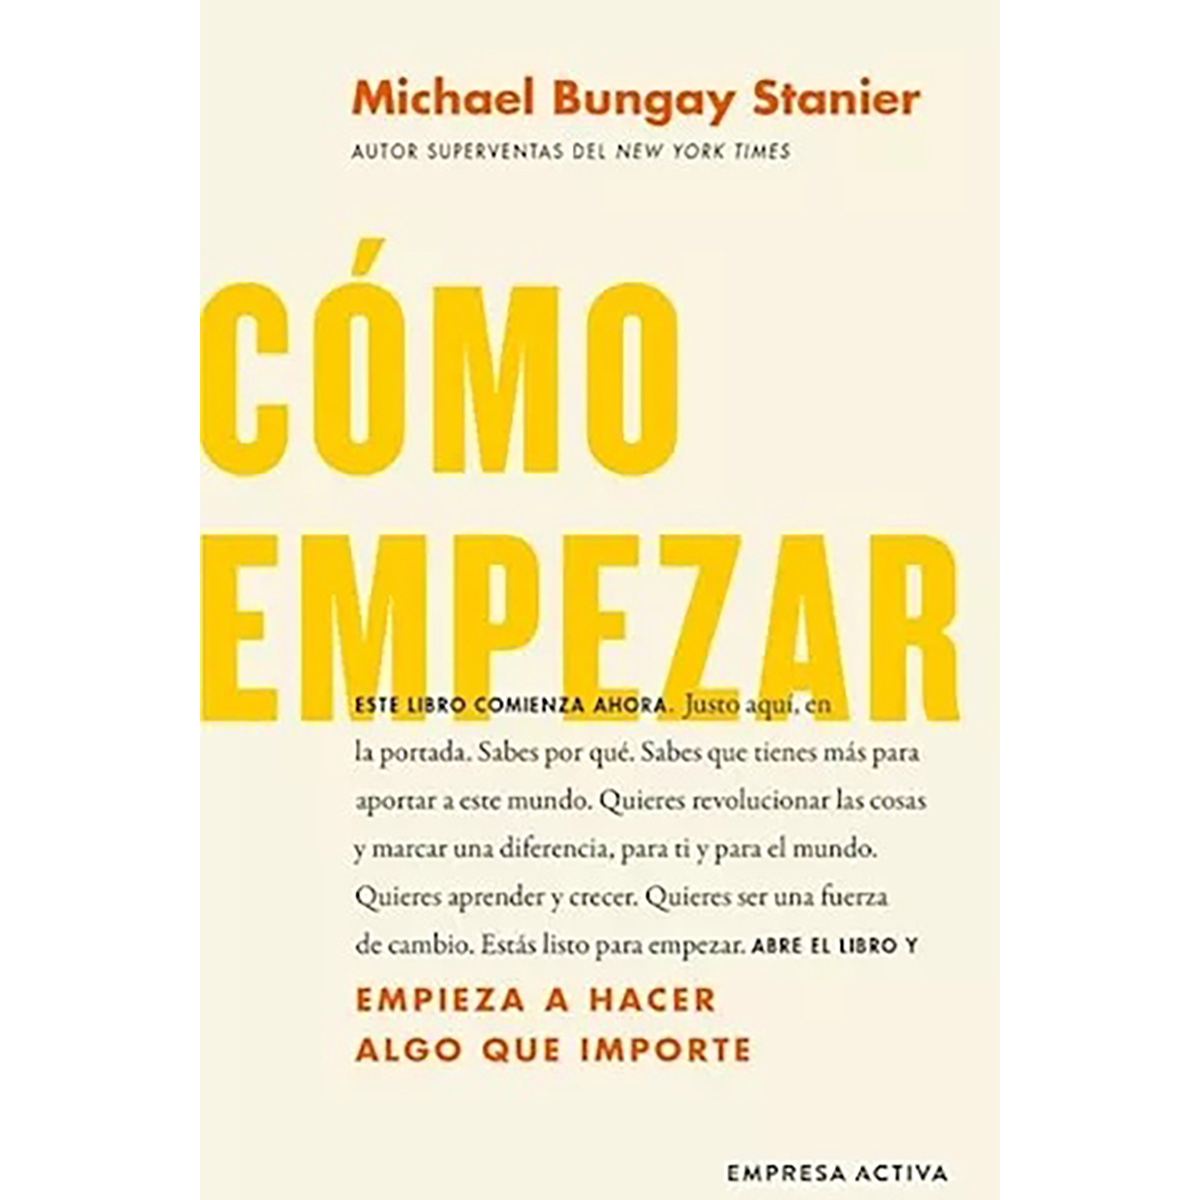 Michael Bungay Stanier
AUTOR SUPERVENTAS DEL NEW YORK TIMES
CÓMO
EMPEZAR
ESTE LIBRO COMIENZA AHORA. Justo aquí, en
la portada. Sabes por qué. Sabes que tienes más para
aportar a este mundo. Quieres revolucionar las cosas
y marcar una diferencia, para ti y para el mundo.
Quieres aprender y crecer. Quieres ser una fuerza
de cambio. Estás listo para empezar. ABRE EL LIBRO Y
EMPIEZA A HACER
ALGO QUE IMPORTE
EMPRESA ACTIVA